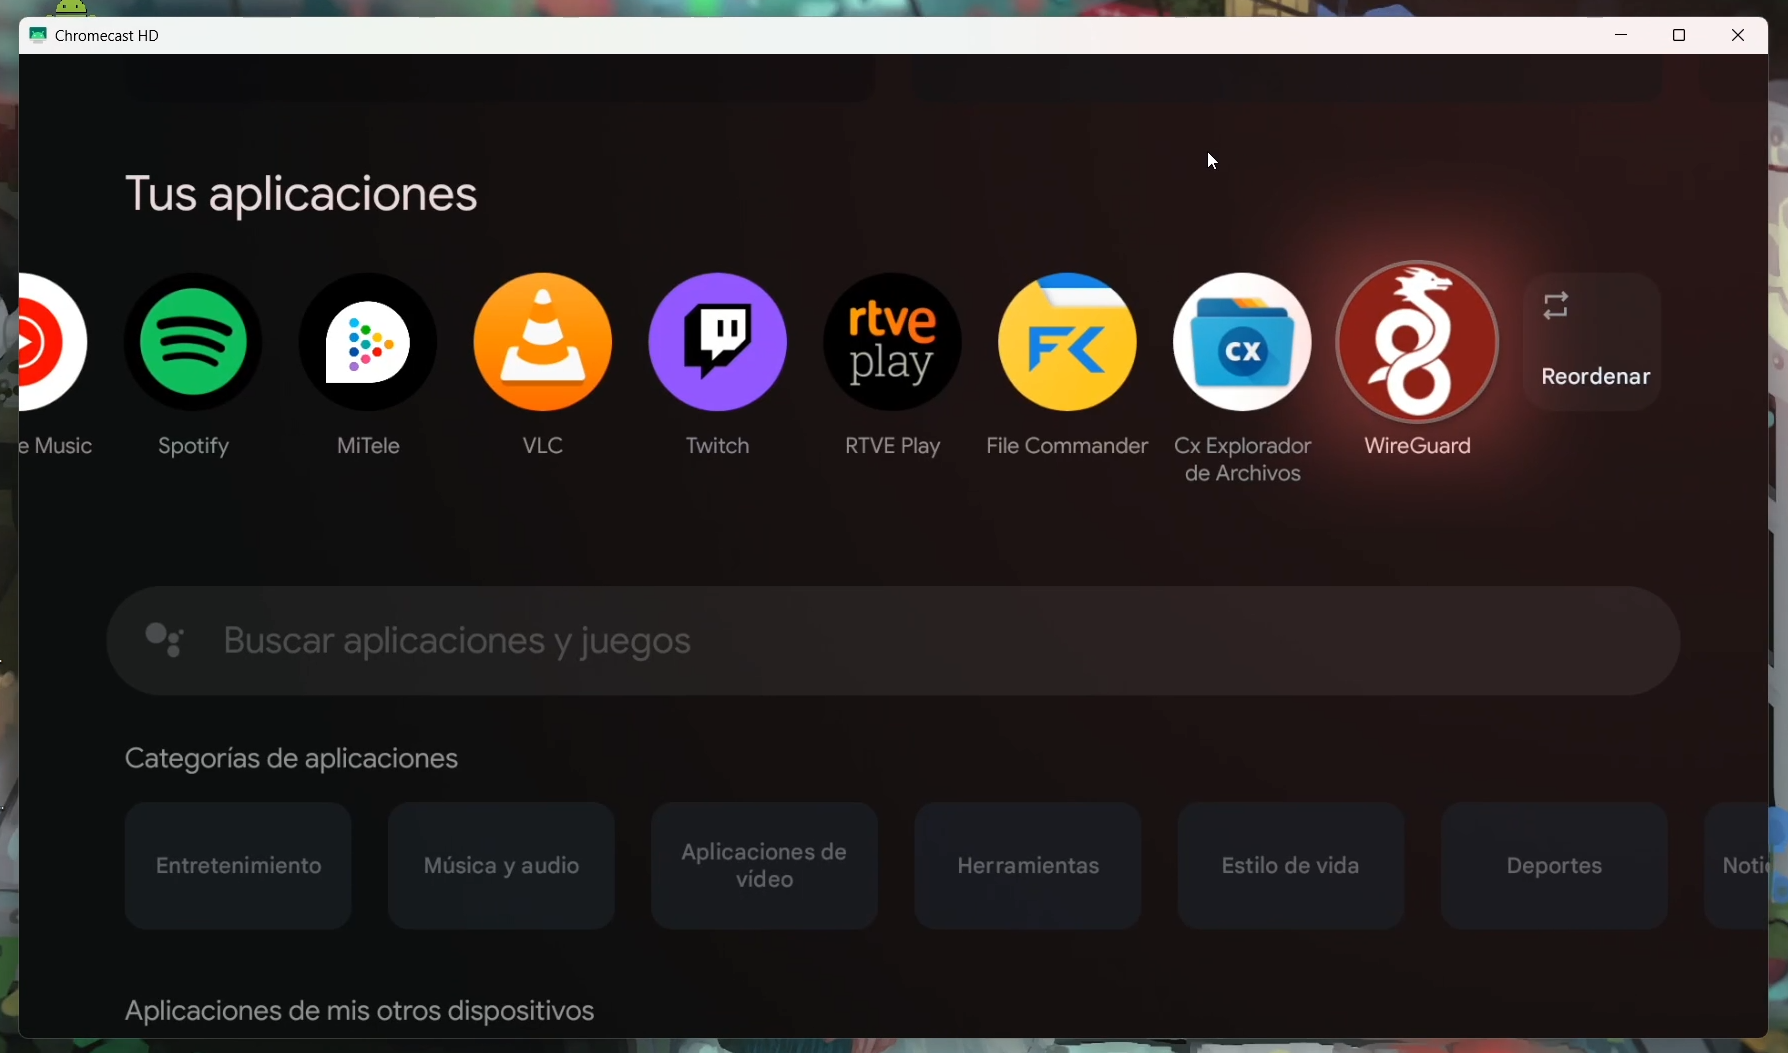 Chromecast HD
Tus aplicaciones
rtve
play
FK
cx
Reordenar
e Music
Spotify
MiTele
VLC
Twitch
RTVE Play
File Commander
Cx Explorador
de Archivos
WireGuard
Buscar aplicaciones y juegos
Categorías de aplicaciones
Entretenimiento
Música y audio
Aplicaciones de
vídeo
Herramientas
Estilo de vida
Deportes
Noti
Aplicaciones de mis otros dispositivos